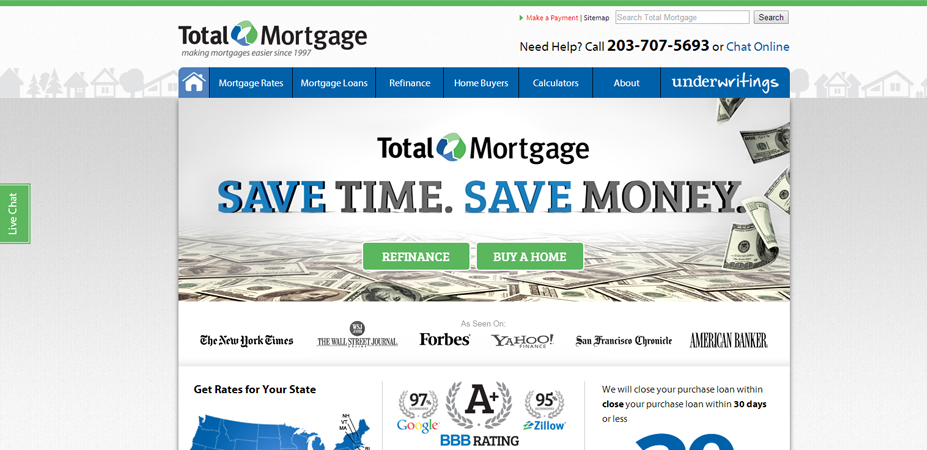 Make a Payment | Sitemap
Search Total Mortgage
Search
Total Mortgage
making mortgages easier since 1997
Need Help? Call 203-707-5693 or Chat Online
Mortgage Rates
Mortgage Loans
Refinance
Home Buyers
Calculators
About
underwritings
Total Mortgage
SAVE TIME. SAVE MONEY.
Live Chat
REFINANCE
BUY A HOME
As Seen On:
The New York Times
WSJ
THE WALL STREET JOURNAL
Forbes
YAHOO!
FINANCE
San Francisco Chronicle
AMERICAN BANKER
Get Rates for Your State
NH
VT
MA
RI
97%
Google
A+
BBB RATING
95%
Zillow
We will close your purchase loan within
close your purchase loan within 30 days
or less